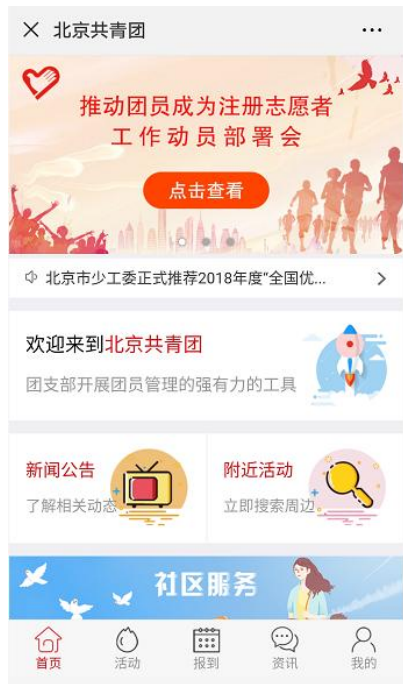 北京共青团
推动团员成为注册志愿者
工作动员部署会
点击查看
北京市少工委正式推荐2018年度“全国优...
欢迎来到北京共青团
团支部开展团员管理的强有力的工具
新闻公告
了解相关动态
附近活动
立即搜索周边
社区服务
首页
活动
报到
资讯
我的